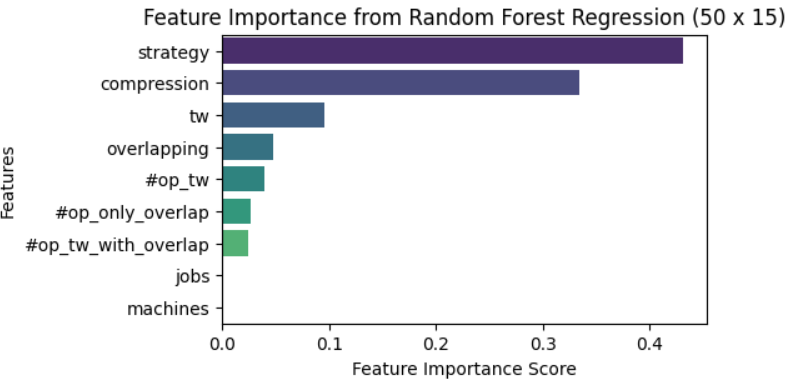 Feature Importance from Random Forest Regression (50 x 15)
strategy
compression
tw
overlapping
#op_tw
#op_only_overlap
#op_tw_with_overlap
jobs
machines
Features
0.0 0.1 0.2 0.3 0.4
Feature Importance Score